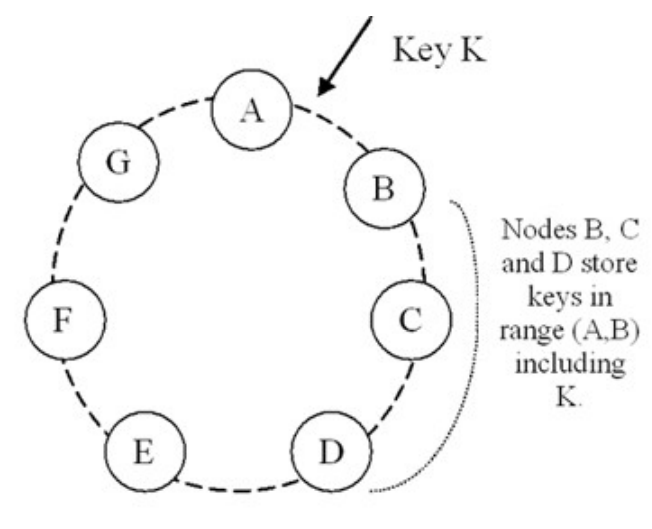 Key K
A
B
C
D
E
F
G
Nodes B, C
and D store
keys in
range (A,B)
including
K.